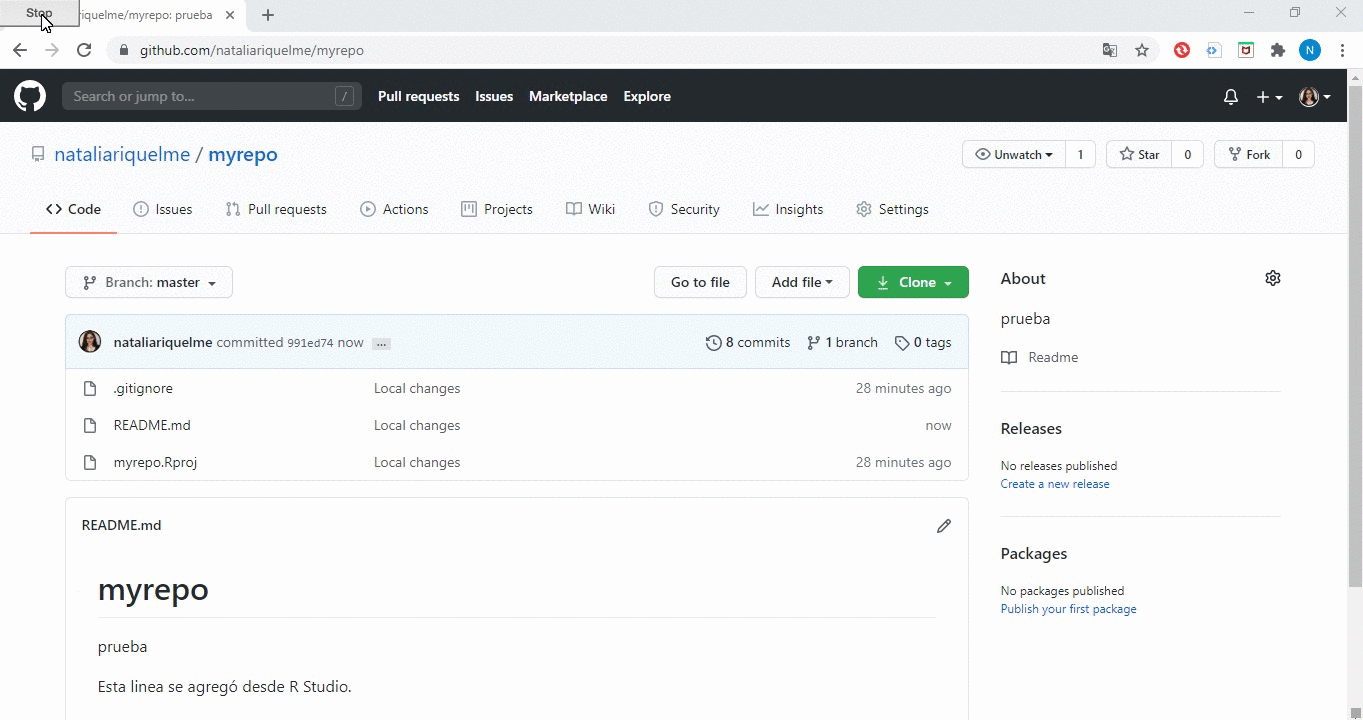 Stop
riquelme/myrepo: prueba
github.com/nataliariquelme/myrepo
N
Search or jump to... / Pull requests Issues Marketplace Explore
nataliariquelme / myrepo
Unwatch 1 Star 0 Fork 0
Code Issues Pull requests Actions Projects Wiki Security Insights Settings
Branch: master Go to file Add file Clone
nataliariquelme committed 991ed74 now ... 8 commits 1 branch 0 tags
.gitignore Local changes 28 minutes ago
README.md Local changes now
myrepo.Rproj Local changes 28 minutes ago
README.md
myrepo
prueba
Esta linea se agregó desde R Studio.
About
prueba
Readme
Releases
No releases published
Create a new release
Packages
No packages published
Publish your first package